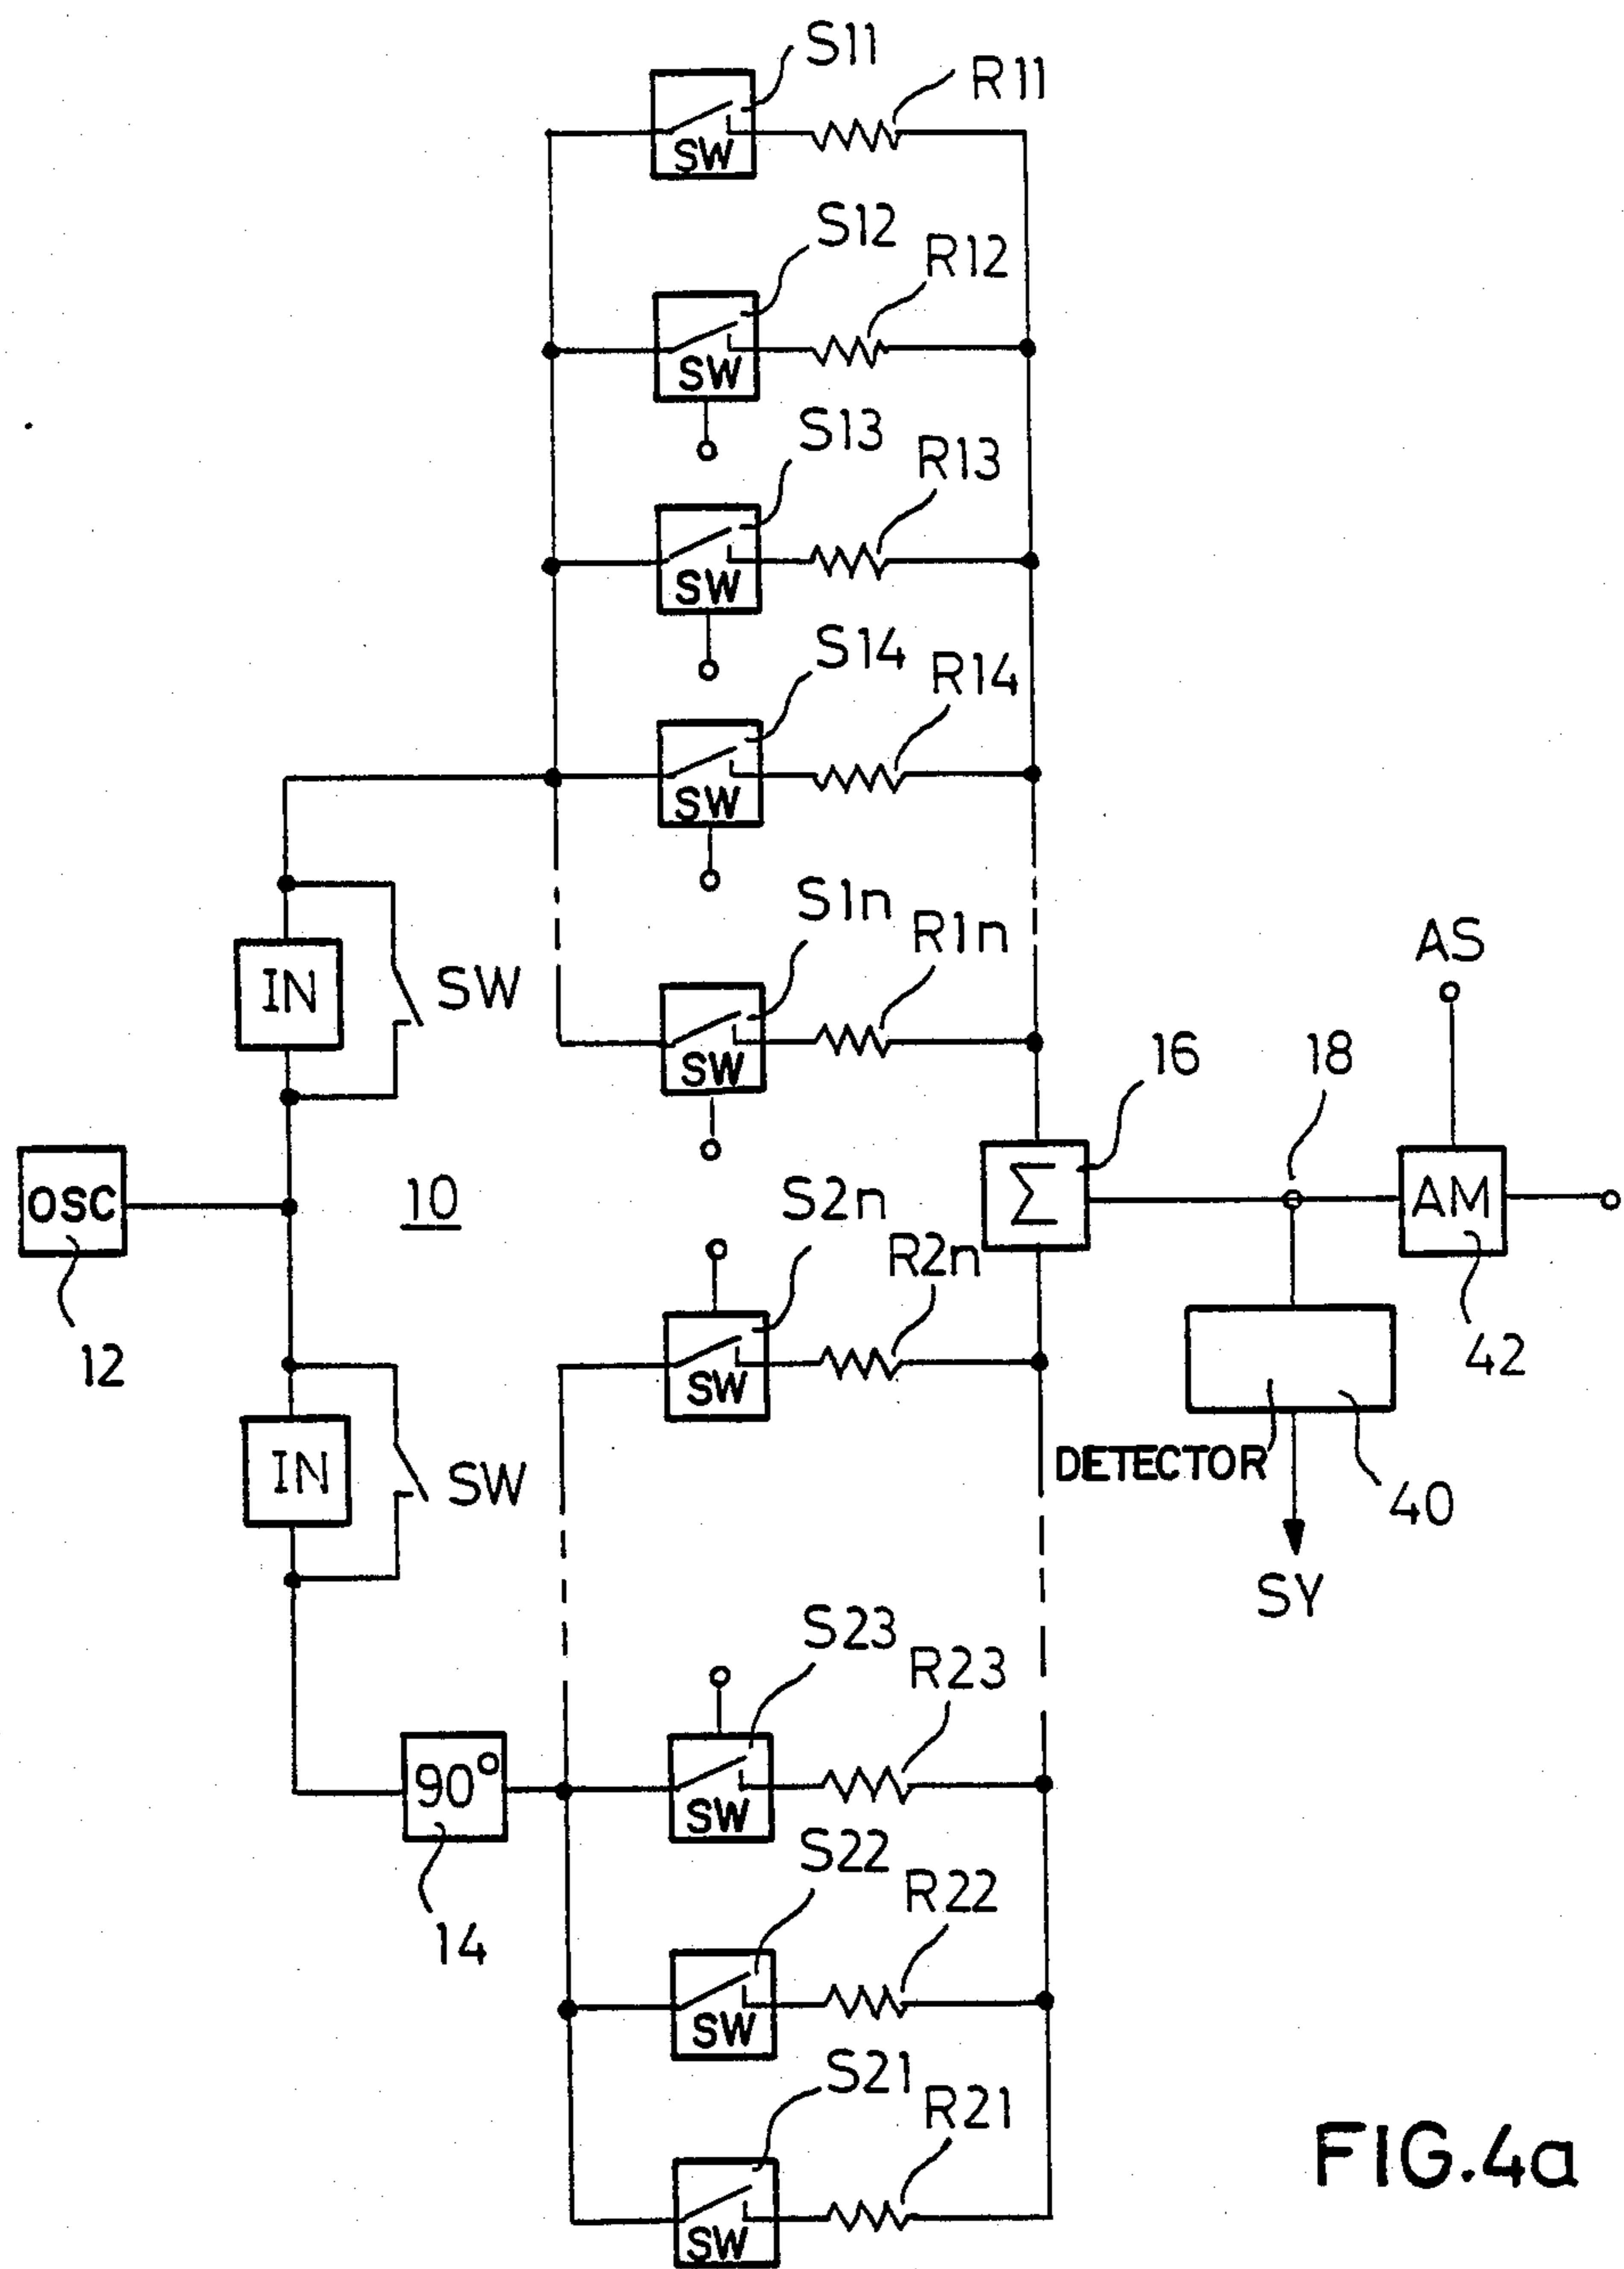 S11
R11
SW
S12
R12
SW
S13
R13
SW
S14
R14
SW
S1n
R1n
SW
IN
SW
AS
16
18
OSC
10
Σ
AM
12
S2n
R2n
SW
42
IN
SW
DETECTOR
40
SY
S23
R23
90°
SW
14
S22
R22
SW
S21
R21
SW
FIG.4a